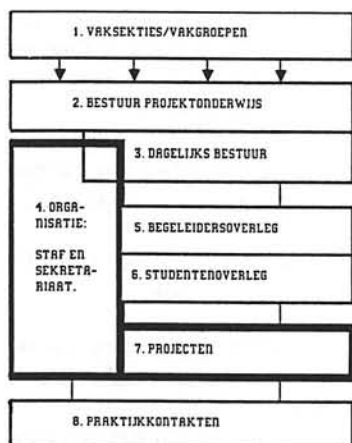 1. VAKSEKTIES/VAKGROEPEN
2. BESTUUR PROJEKTONDERWIJS
3. DAGELIJKS BESTUUR
4. ORGA-
NISATIE:
STAF EN
SEKRETA-
RIAAT.
5. BEGELEIDERSOVERLEG
6. STUDENTENOVERLEG
7. PROJECTEN
8. PRAKTIJKKONTAKTEN